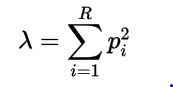 λ = ∑_{i=1}^{R} p_i^2 .